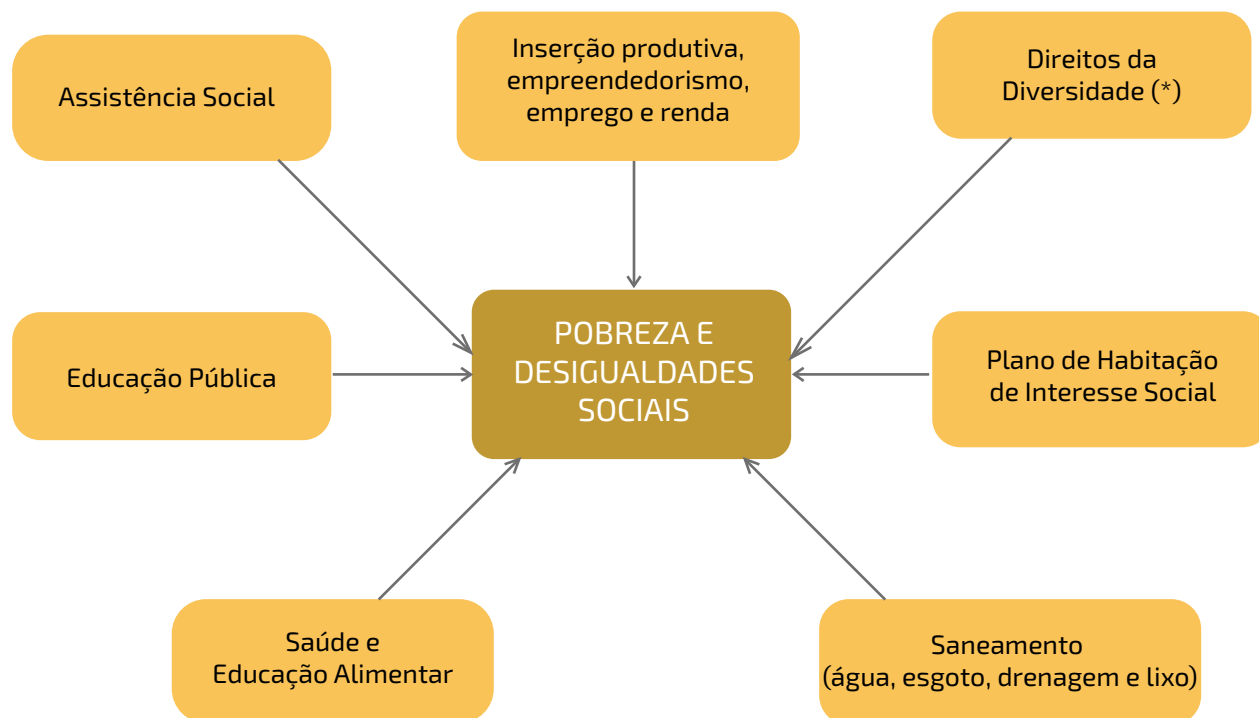 Assistência Social
Inserção produtiva,
empreendedorismo,
emprego e renda
Direitos da
Diversidade (*)
Educação Pública
POBREZA E
DESIGUALDADES
SOCIAIS
Plano de Habitação
de Interesse Social
Saúde e
Educação Alimentar
Saneamento
(água, esgoto, drenagem e lixo)